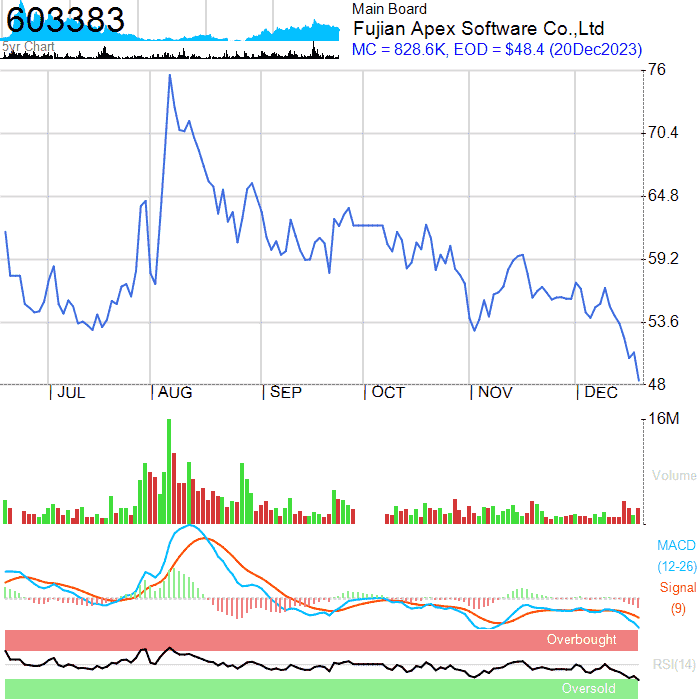 603383
5yr Chart
Main Board
Fujian Apex Software Co.,Ltd
MC = 828.6K, EOD = $48.4 (20Dec2023)
76
70.4
64.8
59.2
53.6
48
JUL AUG SEP OCT NOV DEC
16M
Volume
MACD
(12-26)
Signal
(9)
Overbought
RSI(14)
Oversold